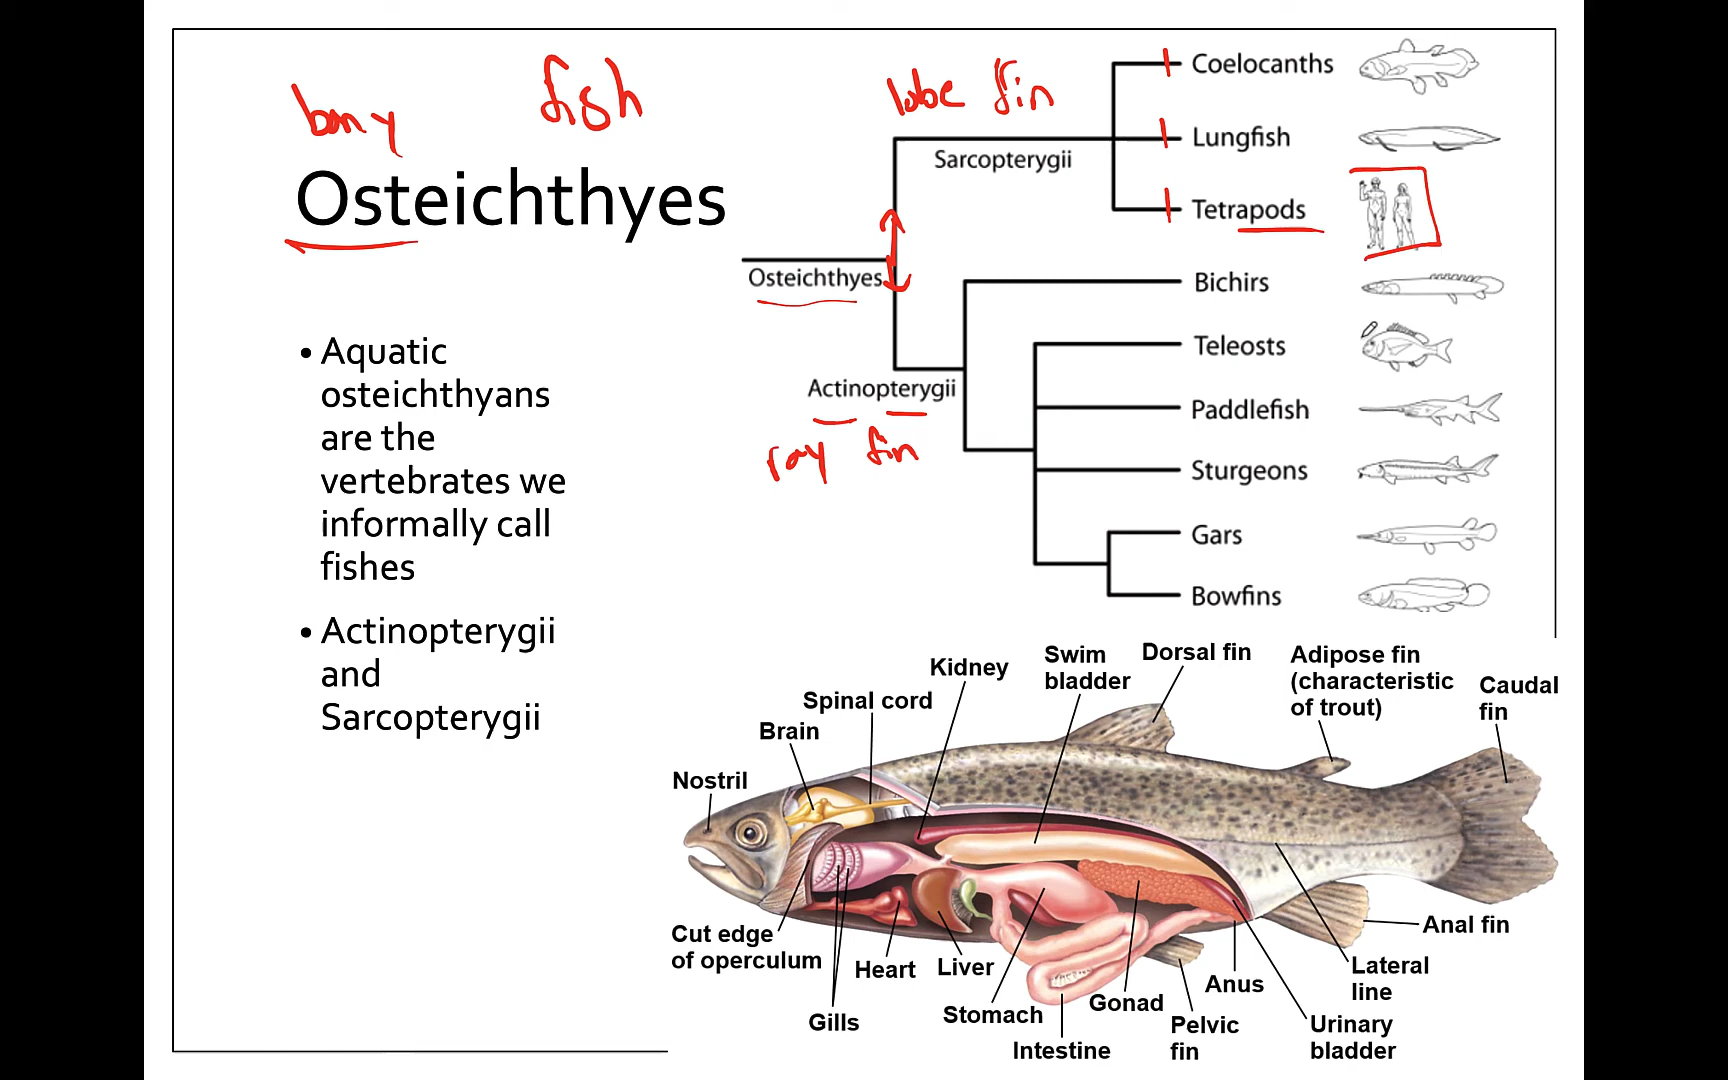 bony fish
Osteichthyes
• Aquatic
osteichthyans
are the
vertebrates we
informally call
fishes
• Actinopterygii
and
Sarcopterygii
lobe fin
Coelocanths
Lungfish
Sarcopterygii
Tetrapods
Osteichthyes
Bichirs
Teleosts
Actinopterygii
ray fin
Paddlefish
Sturgeons
Gars
Bowfins
Nostril
Brain
Spinal cord
Kidney
Swim
bladder
Dorsal fin
Adipose fin
(characteristic
of trout)
Caudal
fin
Cut edge
of operculum
Gills
Heart
Liver
Stomach
Intestine
Gonad
Pelvic
fin
Anus
Urinary
bladder
Lateral
line
Anal fin